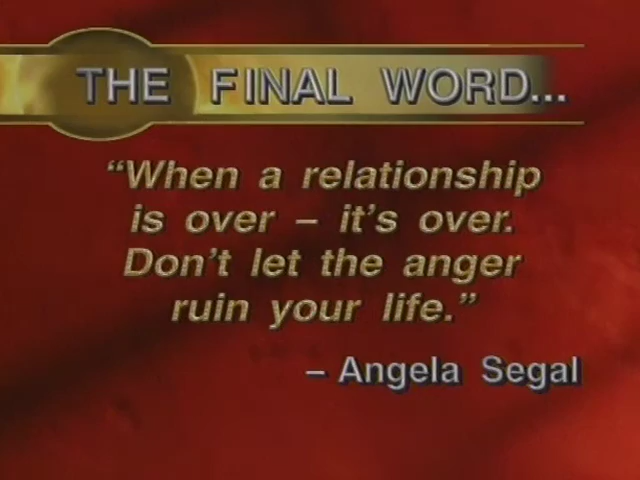 THE FINAL WORD...
“When a relationship
is over – it’s over.
Don’t let the anger
ruin your life.”
– Angela Segal